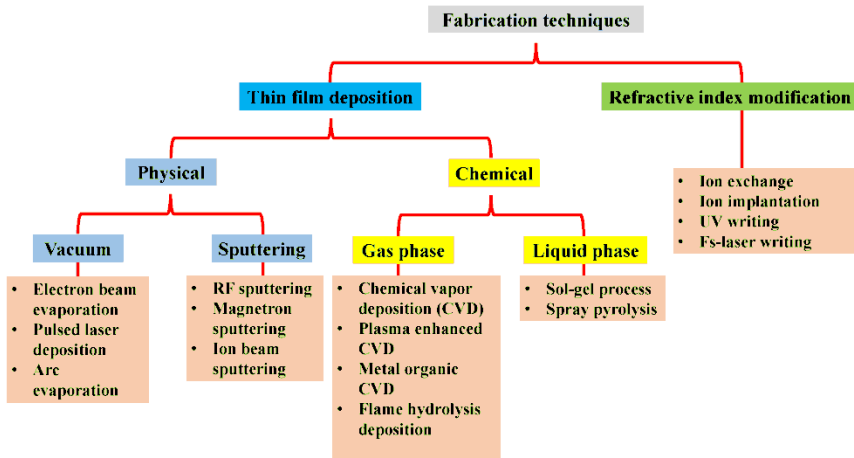 Fabrication techniques
Thin film deposition
Refractive index modification
Physical
Chemical
• Ion exchange
• Ion implantation
• UV writing
• Fs-laser writing
Vacuum
Sputtering
Gas phase
Liquid phase
• Electron beam
evaporation
• Pulsed laser
deposition
• Arc
evaporation
• RF sputtering
• Magnetron
sputtering
• Ion beam
sputtering
• Chemical vapor
deposition (CVD)
• Plasma enhanced
CVD
• Metal organic
CVD
• Flame hydrolysis
deposition
• Sol-gel process
• Spray pyrolysis